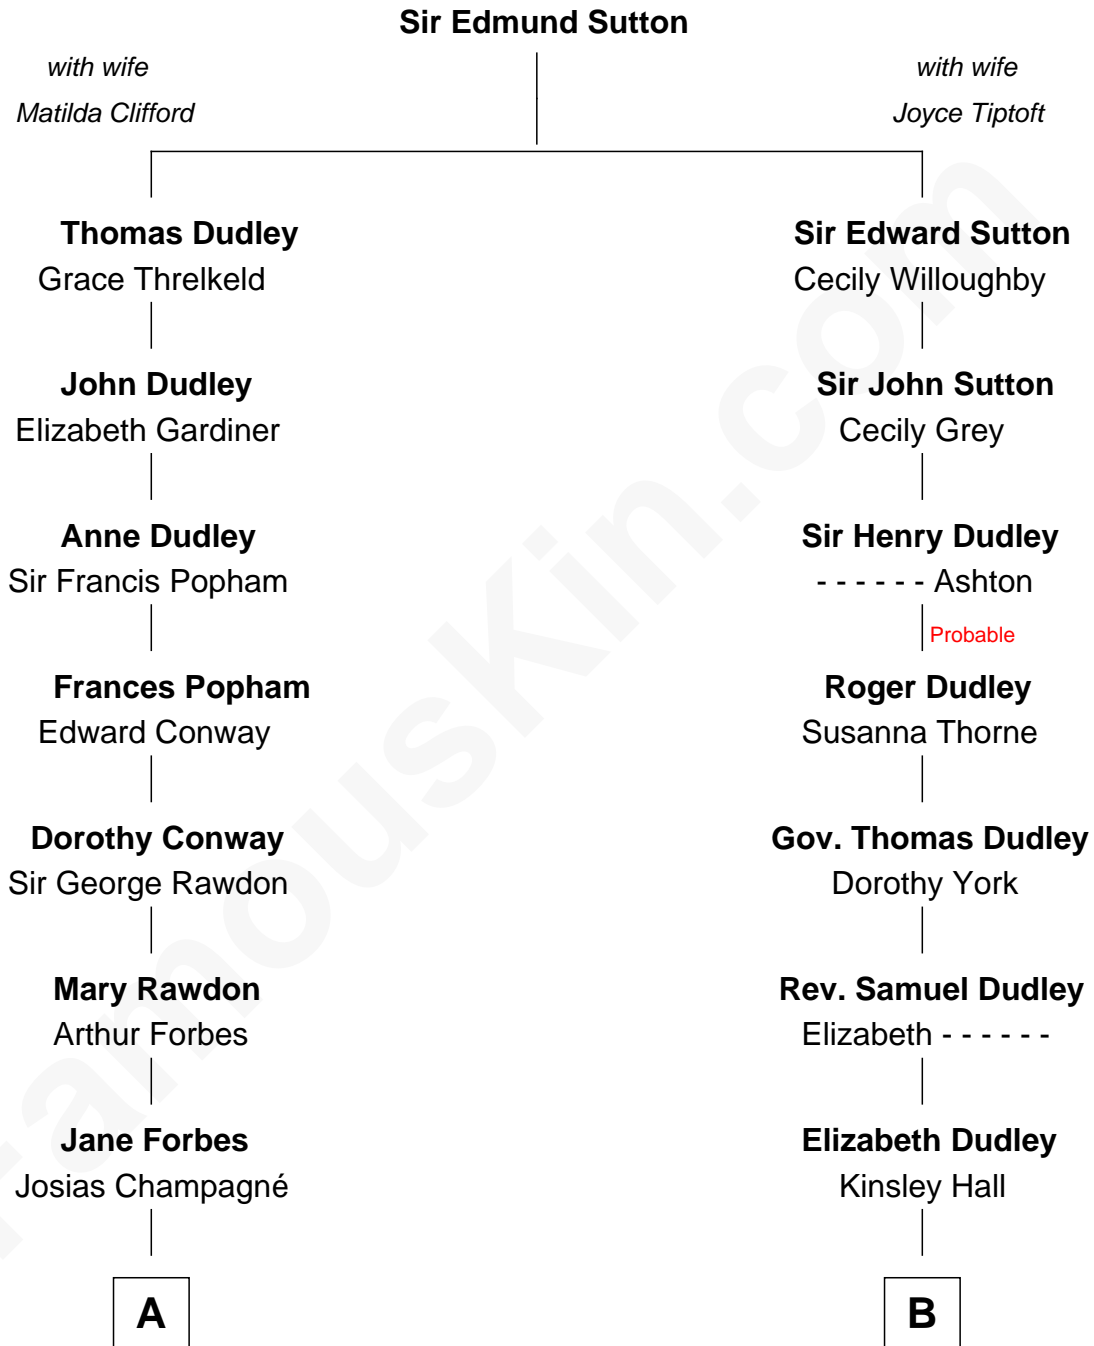 Sir Edmund Sutton
with wife
Matilda Clifford
with wife
Joyce Tiptoft
Thomas Dudley
Grace Threlkeld
John Dudley
Elizabeth Gardiner
Anne Dudley
Sir Francis Popham
Frances Popham
Edward Conway
Dorothy Conway
Sir George Rawdon
Mary Rawdon
Arthur Forbes
Jane Forbes
Josias Champagné
A
Sir Edward Sutton
Cecily Willoughby
Sir John Sutton
Cecily Grey
Sir Henry Dudley
- - - - - - Ashton
Probable
Roger Dudley
Susanna Thorne
Gov. Thomas Dudley
Dorothy York
Rev. Samuel Dudley
Elizabeth - - - - - -
Elizabeth Dudley
Kinsley Hall
B
FamousKin.com